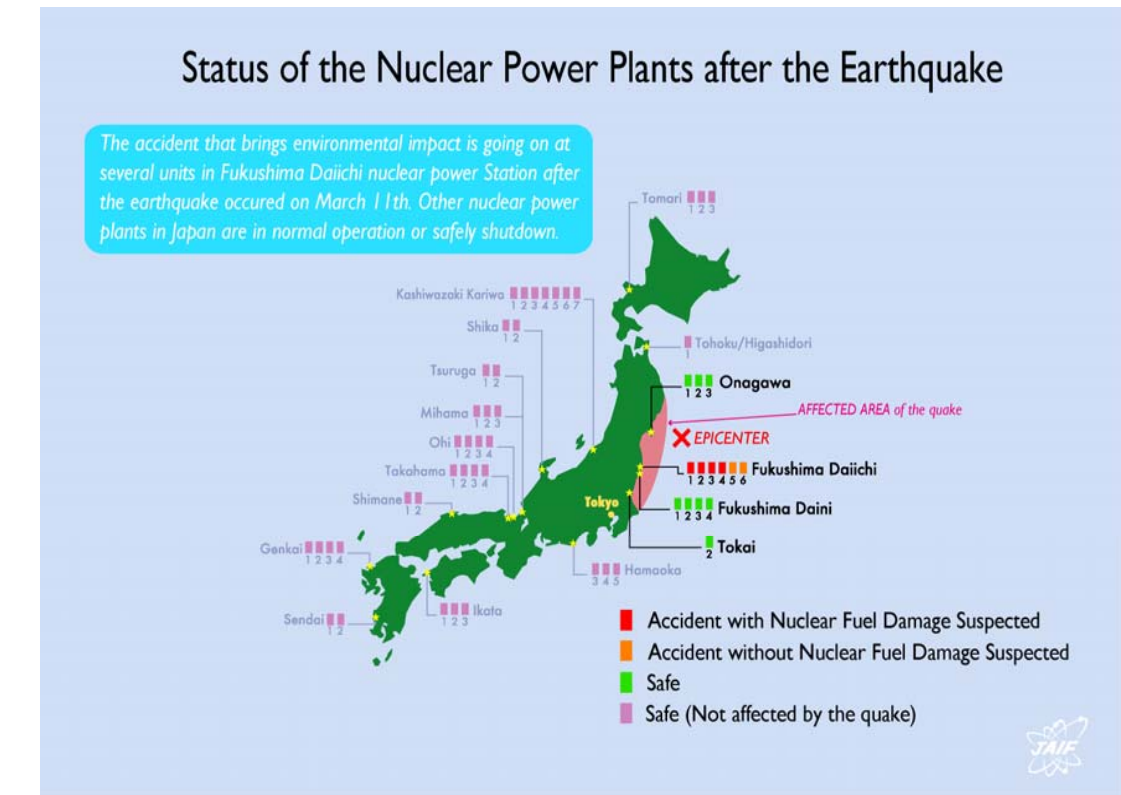 Status of the Nuclear Power Plants after the Earthquake
The accident that brings environmental impact is going on at
several units in Fukushima Daiichi nuclear power Station after
the earthquake occured on March 11th. Other nuclear power
plants in Japan are in normal operation or safely shutdown.
Tomari
1 2 3
Kashiwazaki Kariwa
1 2 3 4 5 6 7
Shika
1 2
Tohoku/Higashidori
1
Tsuruga
1 2
Onagawa
1 2 3
Mihama
1 2 3
AFFECTED AREA of the quake
EPICENTER
Ohi
1 2 3 4
Takahama
1 2 3 4
Fukushima Daiichi
1 2 3 4 5 6
Shimane
1 2
Tokyo
Fukushima Daini
1 2 3 4
Genkai
1 2 3 4
Tokai
2
Hamaoka
3 4 5
Sendai
1 2
Ikata
1 2 3
Accident with Nuclear Fuel Damage Suspected
Accident without Nuclear Fuel Damage Suspected
Safe
Safe (Not affected by the quake)
JAIF